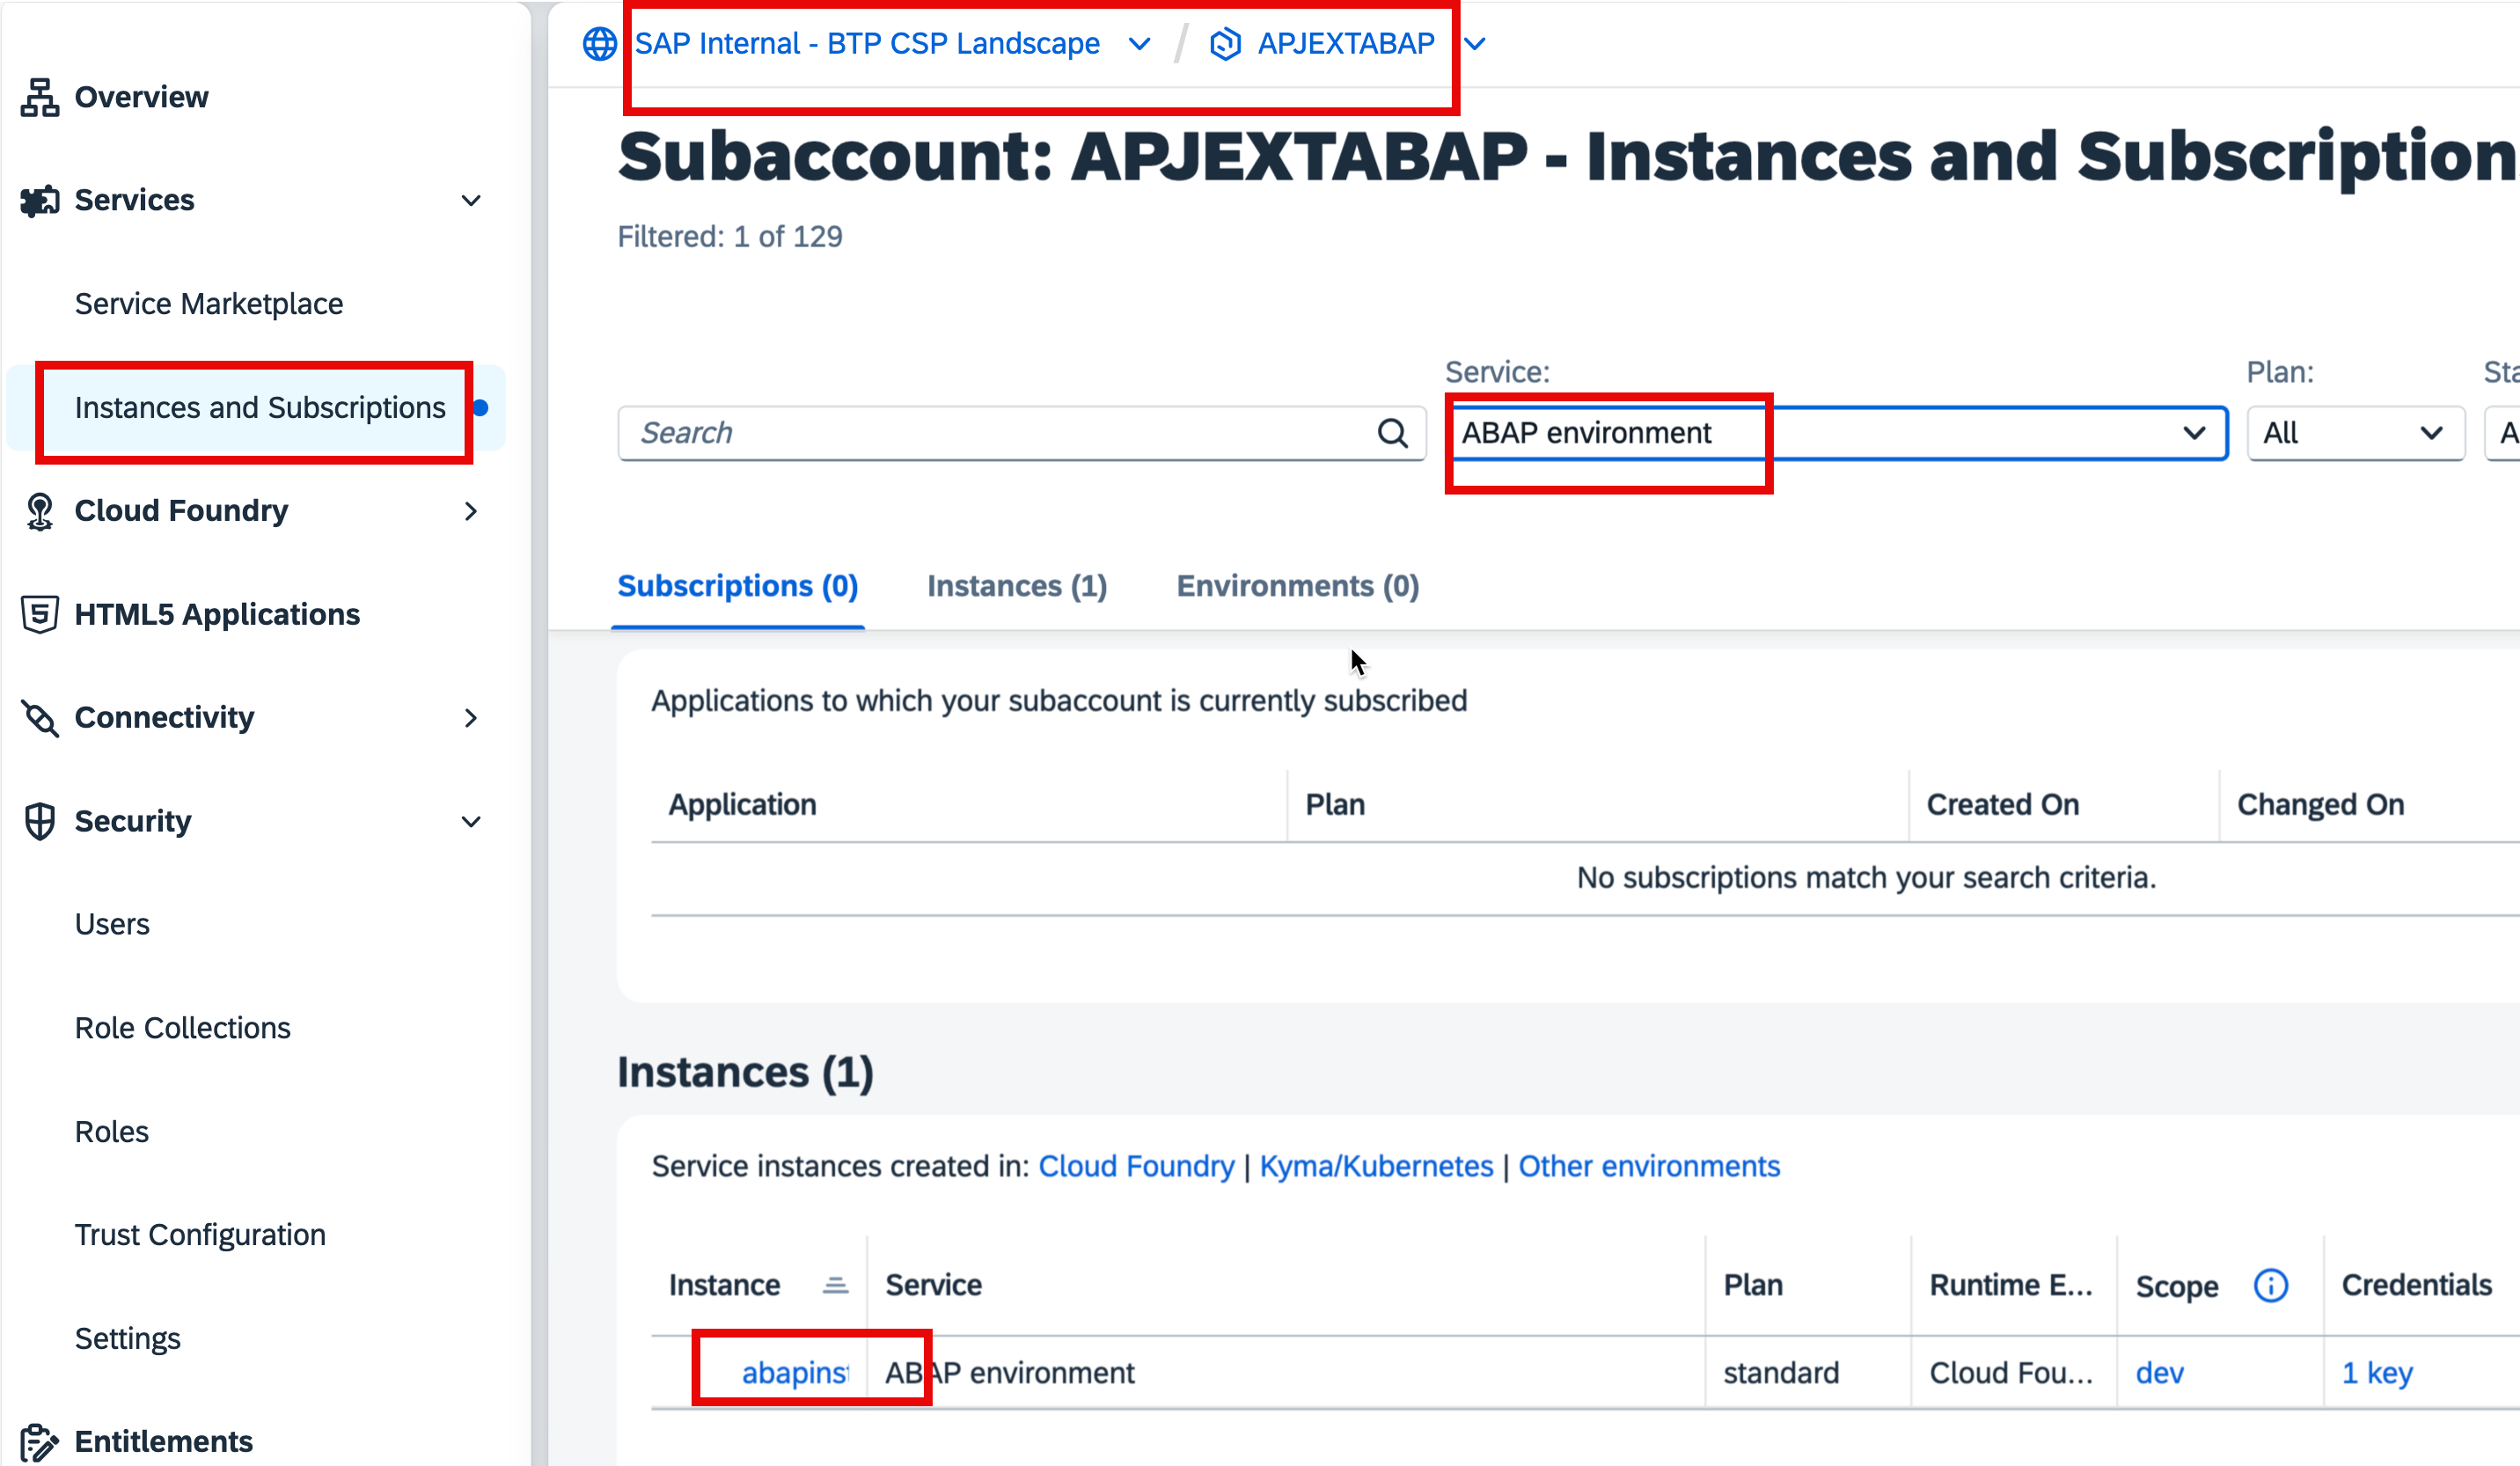 SAP Internal - BTP CSP Landscape / APJEXTABAP
Overview
Services
Service Marketplace
Instances and Subscriptions
Cloud Foundry
HTML5 Applications
Connectivity
Security
Users
Role Collections
Roles
Trust Configuration
Settings
Entitlements
Subaccount: APJEXTABAP - Instances and Subscription
Filtered: 1 of 129
Service:
Plan:
Sta
Search
ABAP environment
All
A
Subscriptions (0)
Instances (1)
Environments (0)
Applications to which your subaccount is currently subscribed
Application
Plan
Created On
Changed On
No subscriptions match your search criteria.
Instances (1)
Service instances created in: Cloud Foundry | Kyma/Kubernetes | Other environments
Instance
Service
Plan
Runtime E...
Scope
Credentials
abapins
ABAP environment
standard
Cloud Fou...
dev
1 key